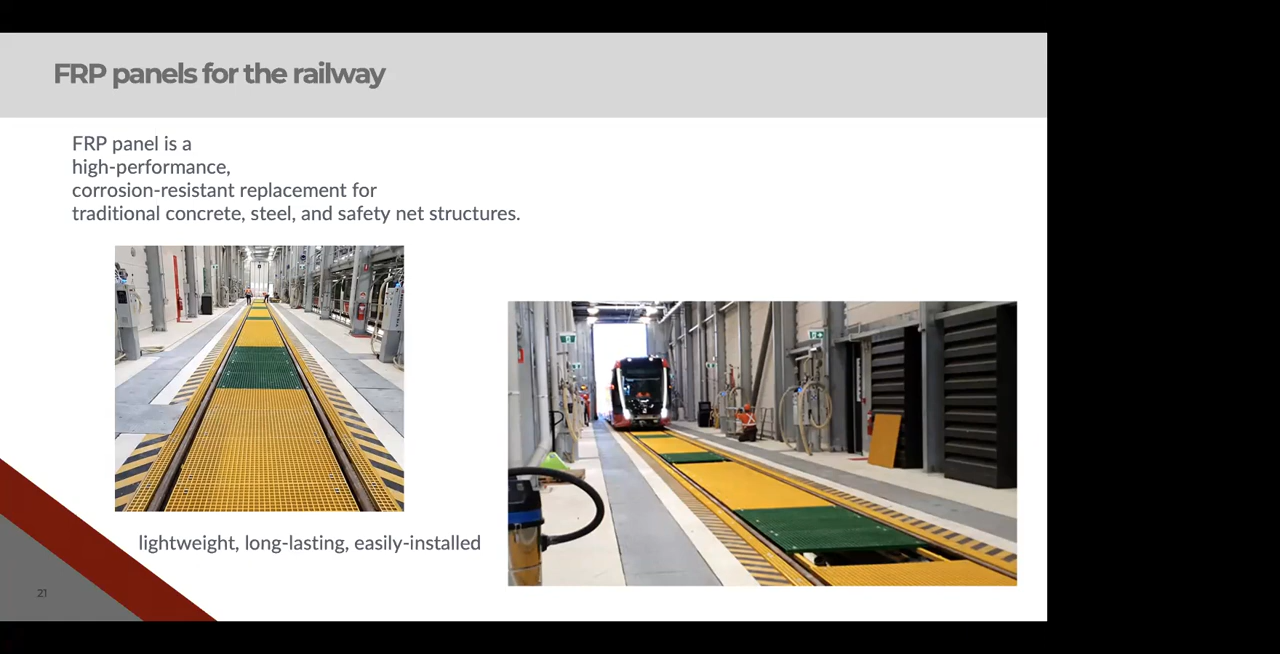 FRP panels for the railway
FRP panel is a
high-performance,
corrosion-resistant replacement for
traditional concrete, steel, and safety net structures.
lightweight, long-lasting, easily-installed
21